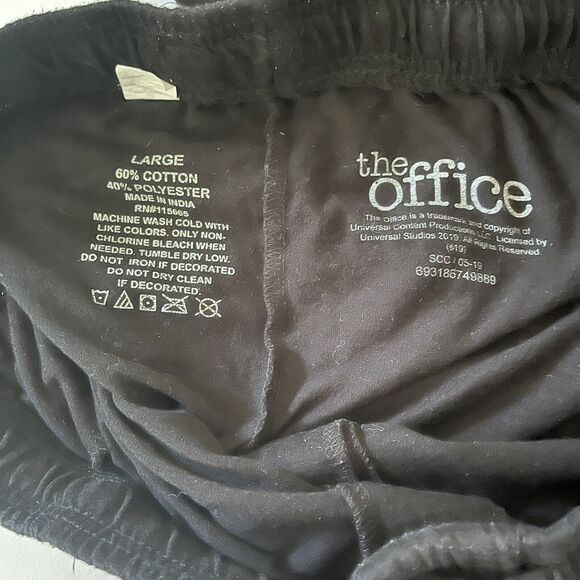 LARGE
60% COTTON
40% POLYESTER
MADE IN INDIA
RN#115665
MACHINE WASH COLD WITH
LIKE COLORS. ONLY NON-
CHLORINE BLEACH WHEN
NEEDED. TUMBLE DRY LOW.
DO NOT IRON IF DECORATED
DO NOT DRY CLEAN
IF DECORATED.
the
office
The Office is a trademark and copyright of
Universal Content Productions LLC. Licensed by
Universal Studios 2019. All Rights Reserved.
(s19)
SCC / 05-19
693186749889